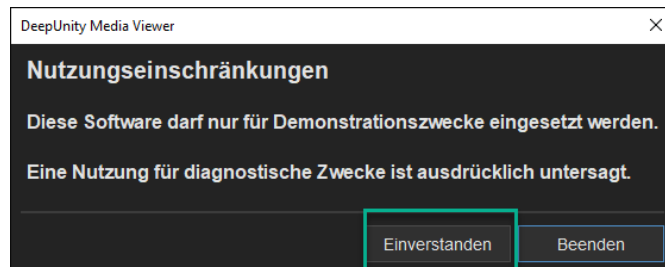 DeepUnity Media Viewer
Nutzungseinschränkungen
Diese Software darf nur für Demonstrationszwecke eingesetzt werden.
Eine Nutzung für diagnostische Zwecke ist ausdrücklich untersagt.
Einverstanden Beenden